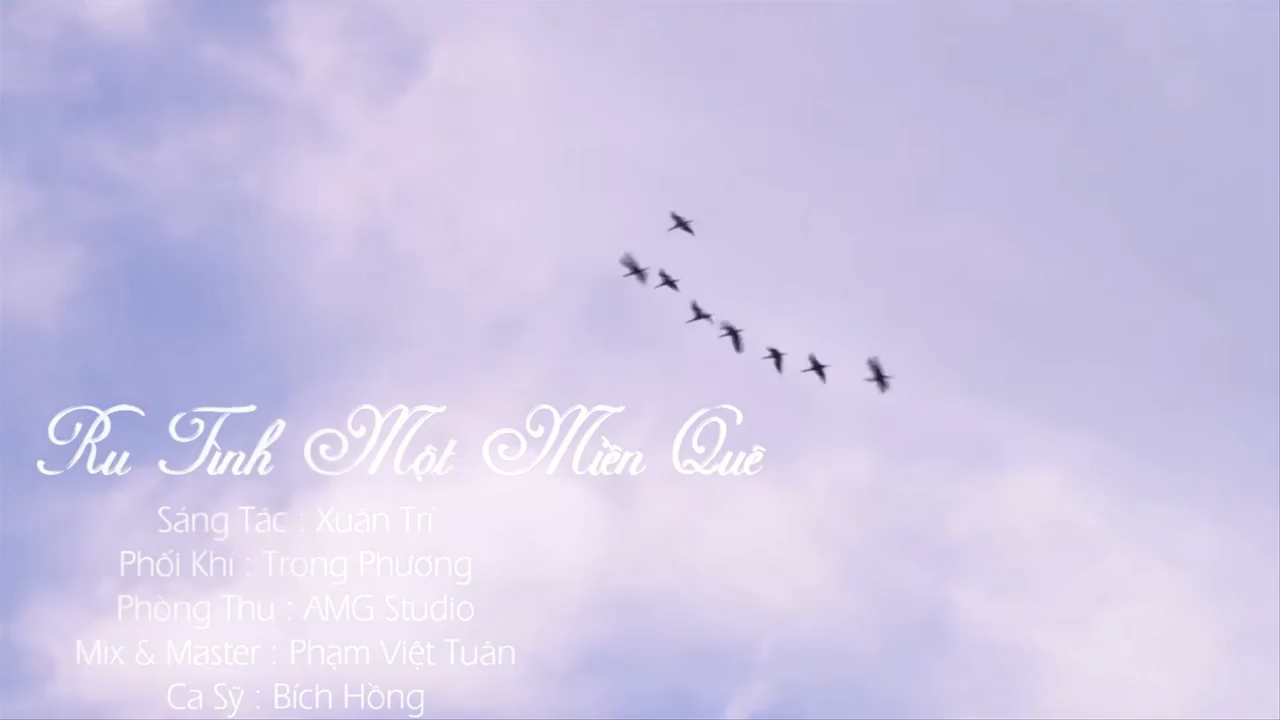 Ru Tình Một Miền Quê
Sáng Tác : Xuân Trí
Phối Khí : Trọng Phương
Phòng Thu : AMG Studio
Mix & Master : Phạm Việt Tuân
Ca Sỹ : Bích Hồng